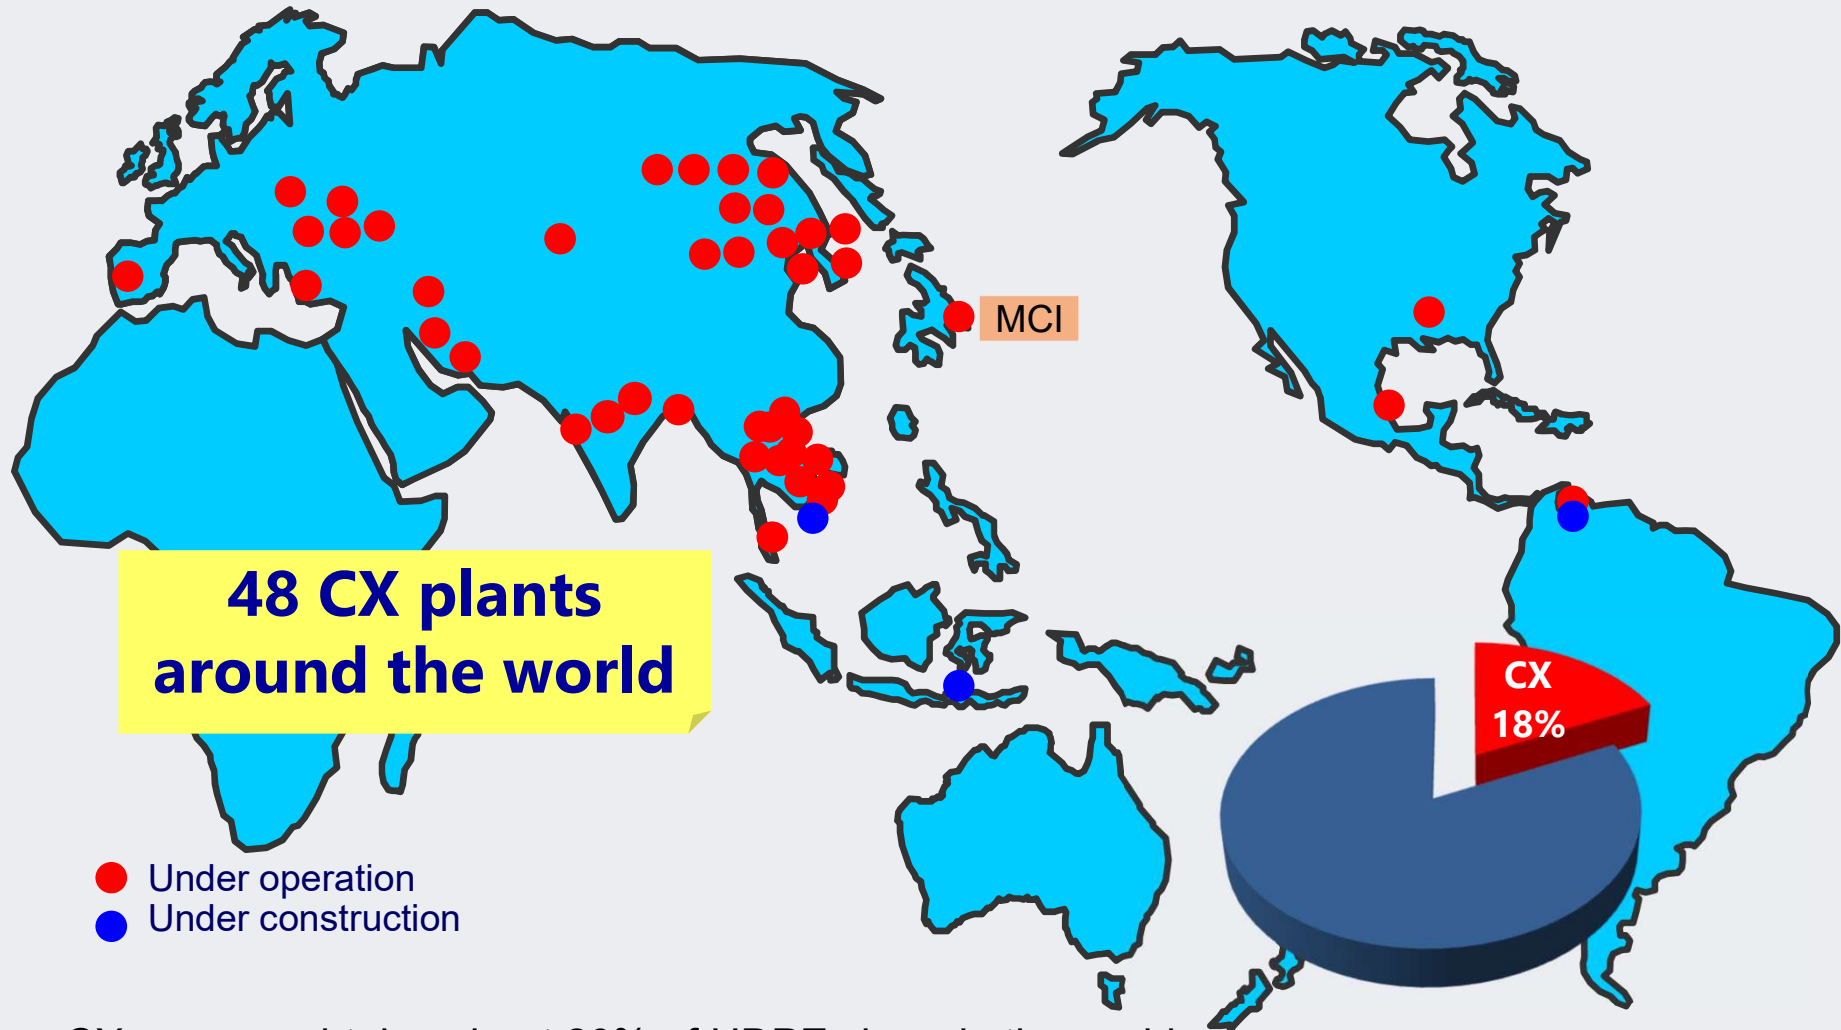 MCI
48 CX plants
around the world
CX
18%
Under operation
Under construction